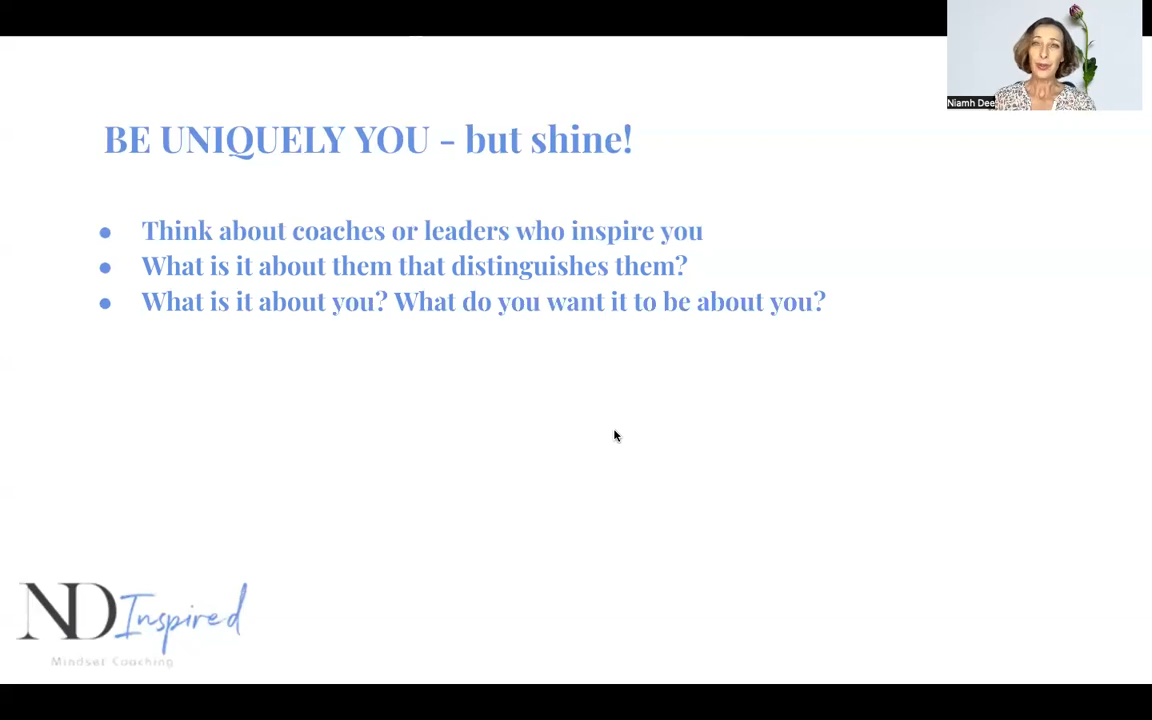 Niamh Dee
BE UNIQUELY YOU - but shine!
● Think about coaches or leaders who inspire you
● What is it about them that distinguishes them?
● What is it about you? What do you want it to be about you?
ND Inspired
Mindset Coaching